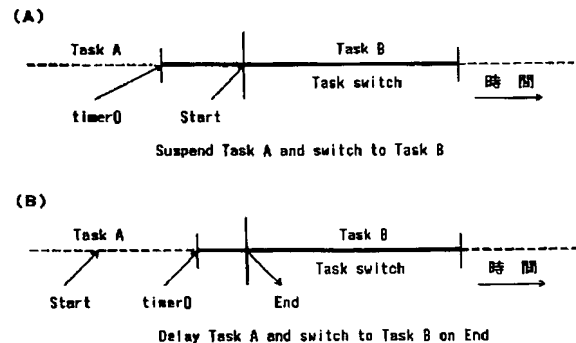 (A)
Task A Task B
Task switch 時間
timer0 Start
Suspend Task A and switch to Task B
(B)
Task A Task B
Task switch 時間
Start timer0 End
Delay Task A and switch to Task B on End